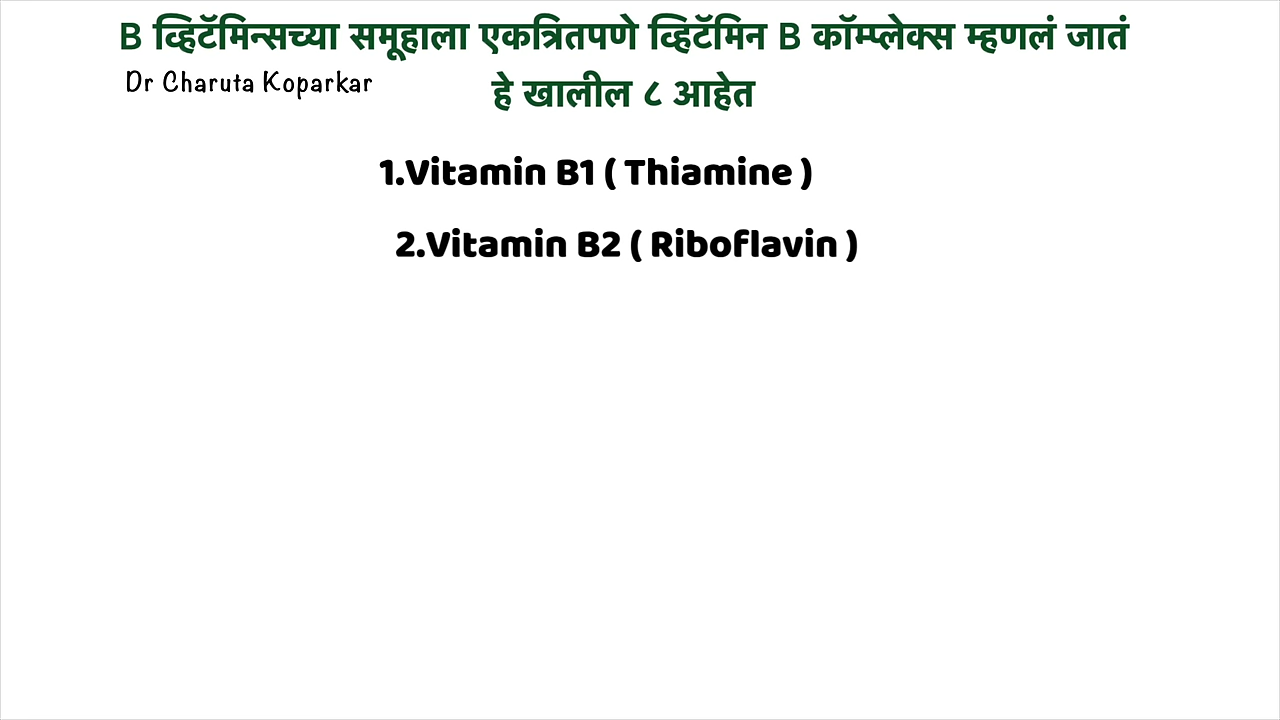 B व्हिटॅमिन्सच्या समूहाला एकत्रितपणे व्हिटॅमिन B कॉम्प्लेक्स म्हणलं जातं
Dr Charuta Koparkar
हे खालील ८ आहेत
1.Vitamin B1 ( Thiamine )
2.Vitamin B2 ( Riboflavin )